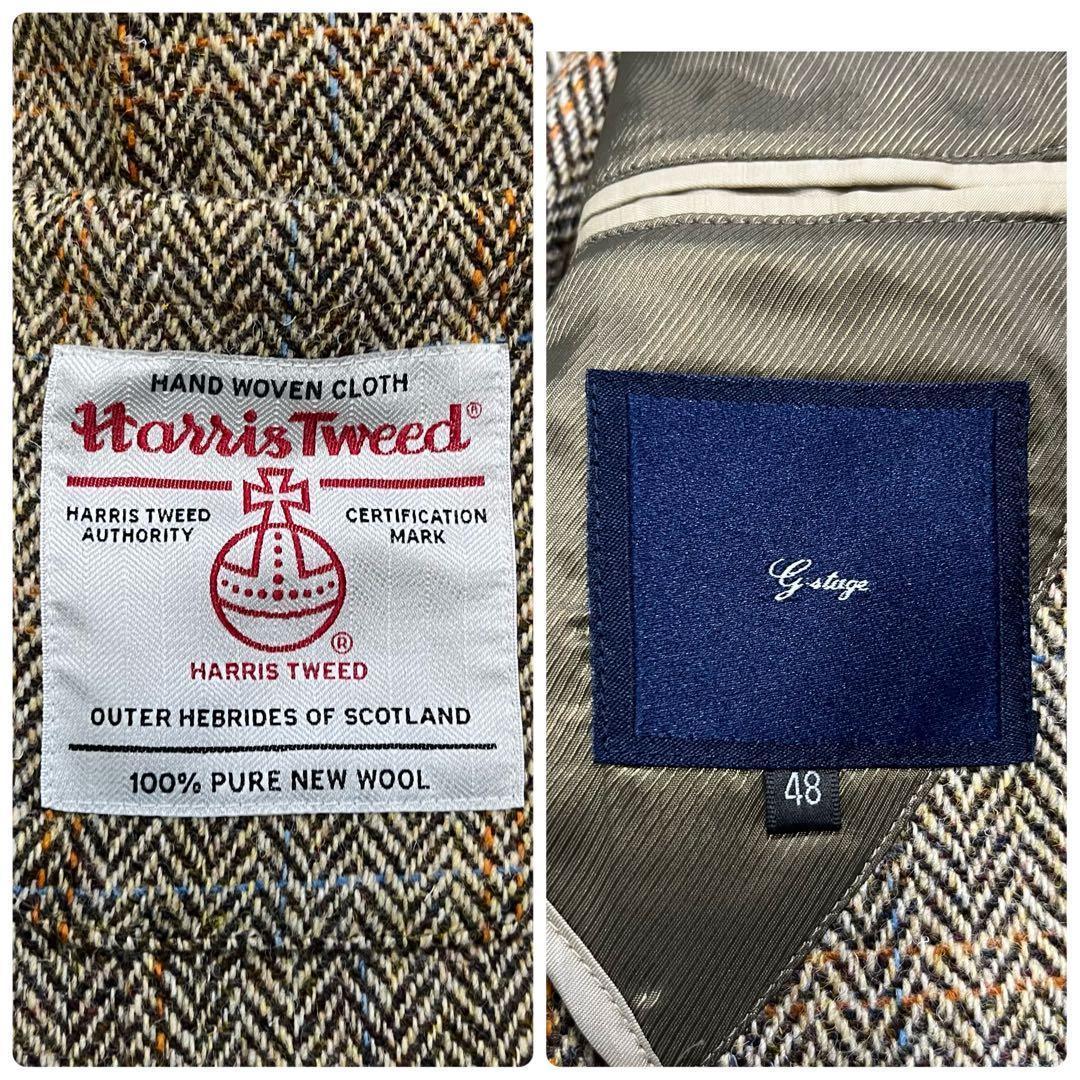 HAND WOVEN CLOTH
Harris Tweed®
HARRIS TWEED AUTHORITY
CERTIFICATION MARK
®
HARRIS TWEED
OUTER HEBRIDES OF SCOTLAND
100% PURE NEW WOOL
G-stage
48